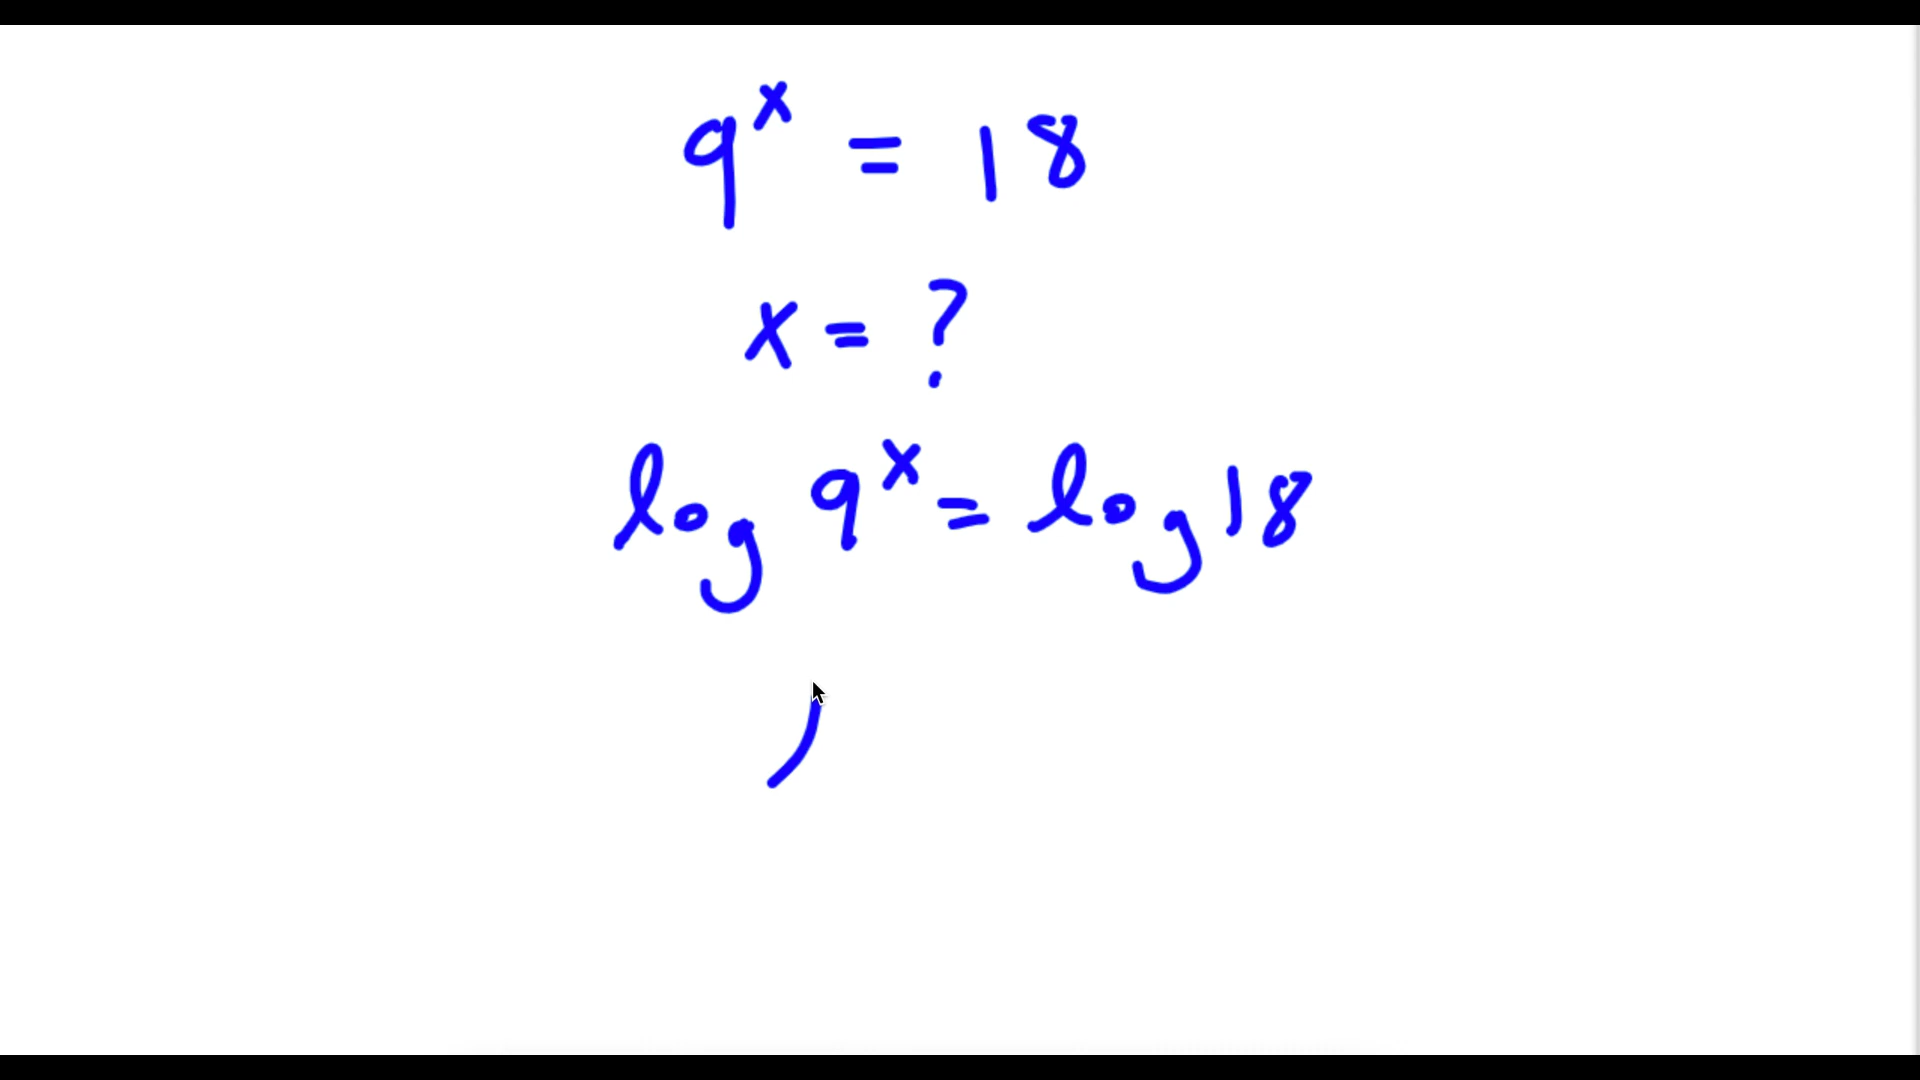 9^x = 18
x = ?
log 9^x = log 18